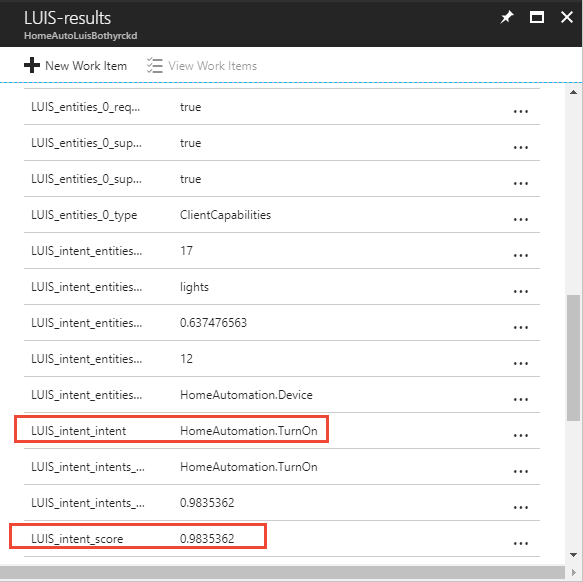 LUIS-results
HomeAutoLuisBothyrckd
New Work Item View Work Items
LUIS_entities_0_req... true ...
LUIS_entities_0_sup... true ...
LUIS_entities_0_sup... true ...
LUIS_entities_0_type ClientCapabilities ...
LUIS_intent_entities... 17 ...
LUIS_intent_entities... lights ...
LUIS_intent_entities... 0.637476563 ...
LUIS_intent_entities... 12 ...
LUIS_intent_entities... HomeAutomation.Device ...
LUIS_intent_intent HomeAutomation.TurnOn ...
LUIS_intent_intents_... HomeAutomation.TurnOn ...
LUIS_intent_intents_... 0.9835362 ...
LUIS_intent_score 0.9835362 ...